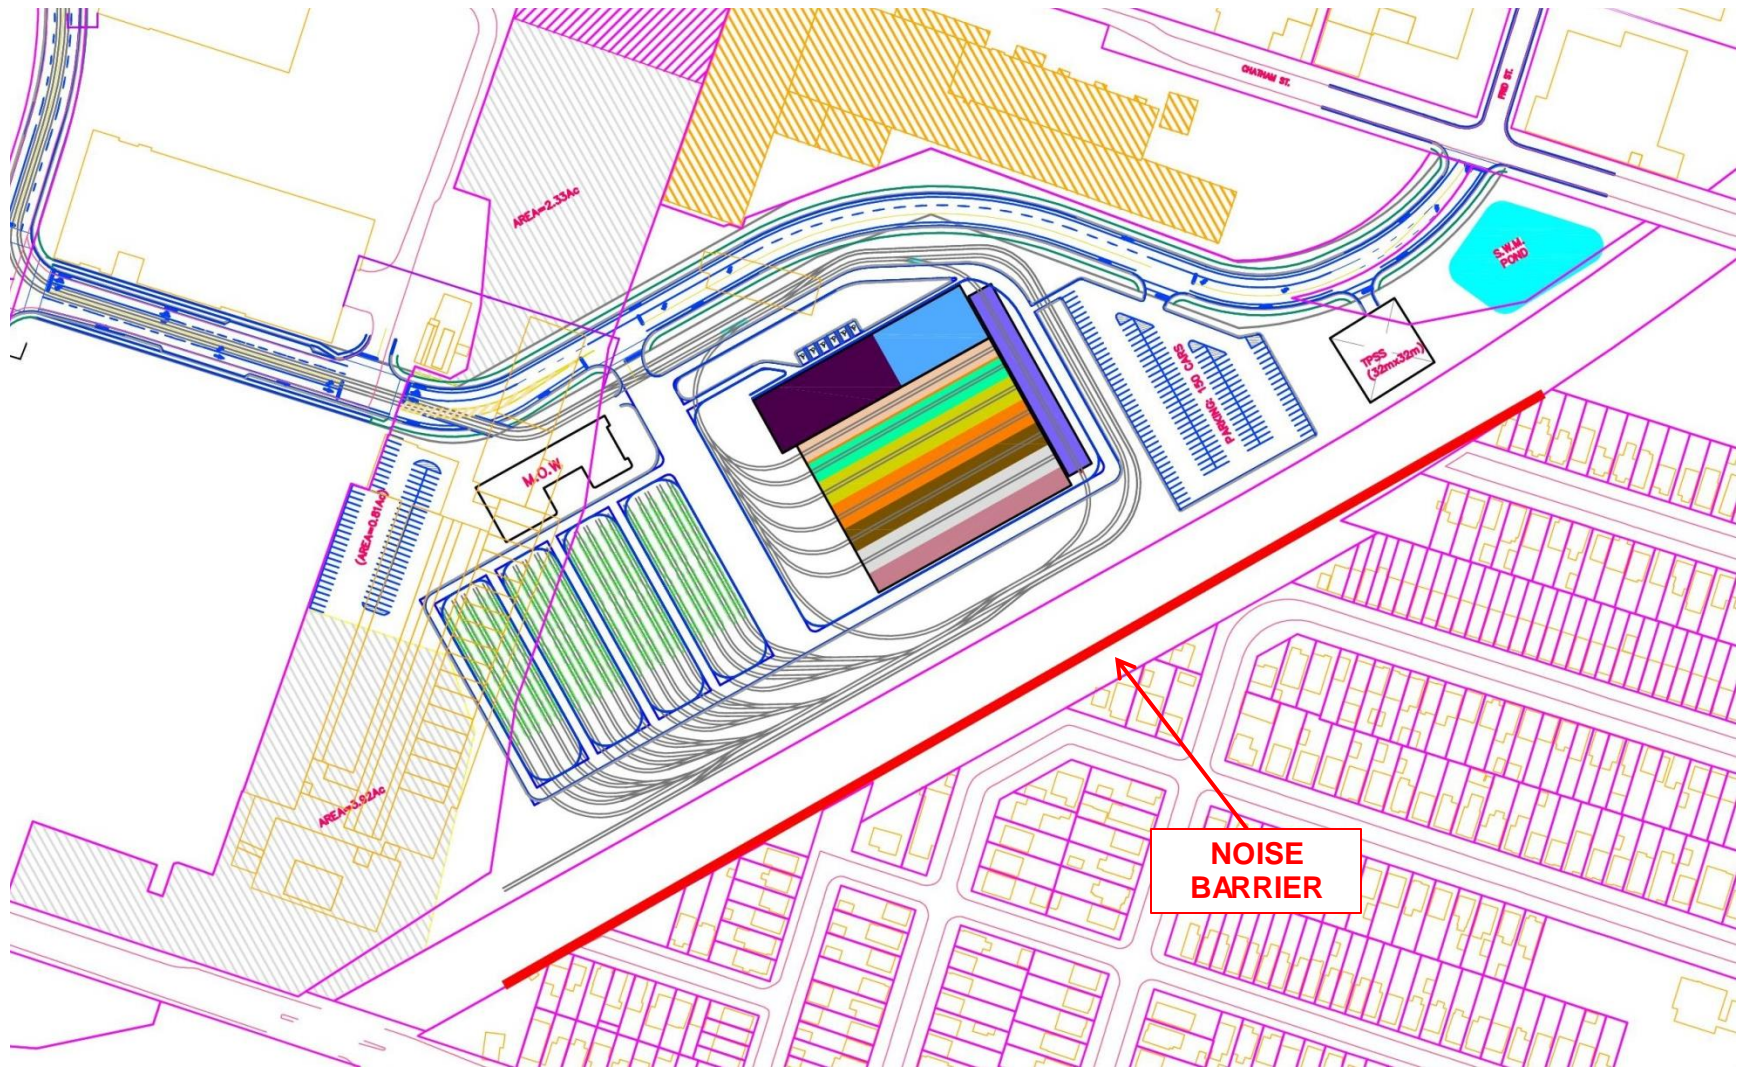 CHATHAM ST.
FRID ST.
AREA=2.33Ac
S.W.M.
POND
TPSS
(32mx32m)
PARKING: 150 CARS
M.O.W
(AREA=0.81Ac)
AREA=3.92Ac
NOISE
BARRIER